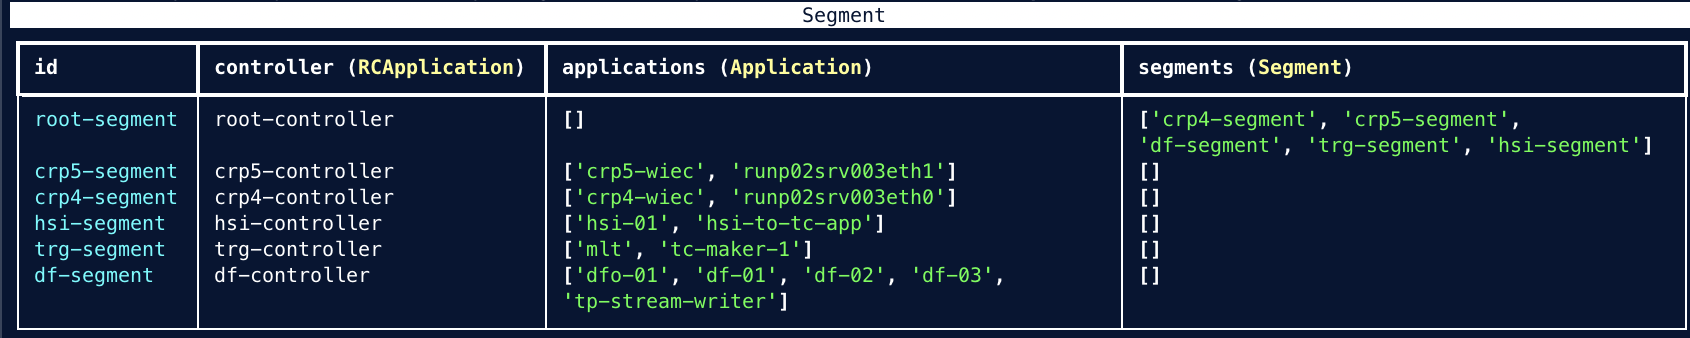 Segment
id controller (RCApplication) applications (Application) segments (Segment)
root-segment root-controller [] ['crp4-segment', 'crp5-segment',
'df-segment', 'trg-segment', 'hsi-segment']
crp5-segment crp5-controller ['crp5-wiec', 'runp02srv003eth1'] []
crp4-segment crp4-controller ['crp4-wiec', 'runp02srv003eth0'] []
hsi-segment hsi-controller ['hsi-01', 'hsi-to-tc-app'] []
trg-segment trg-controller ['mlt', 'tc-maker-1'] []
df-segment df-controller ['dfo-01', 'df-01', 'df-02', 'df-03', []
'tp-stream-writer']